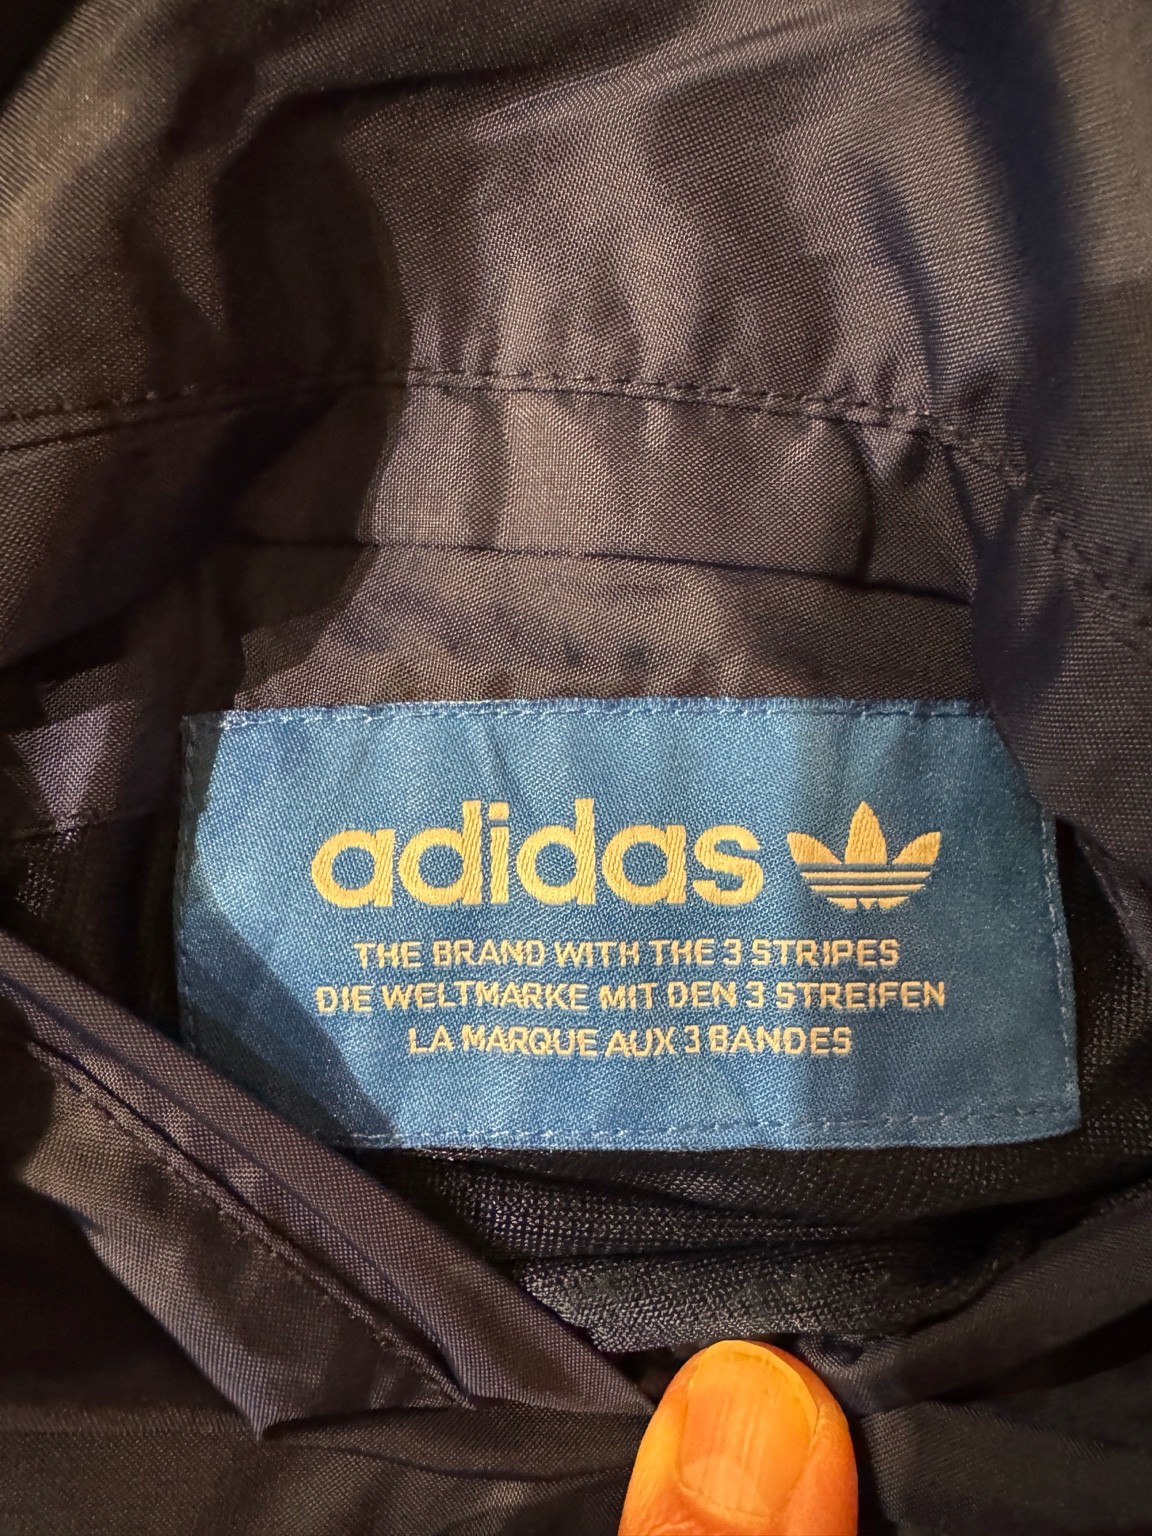 adidas
THE BRAND WITH THE 3 STRIPES
DIE WELTMARKE MIT DEN 3 STREIFEN
LA MARQUE AUX 3 BANDES